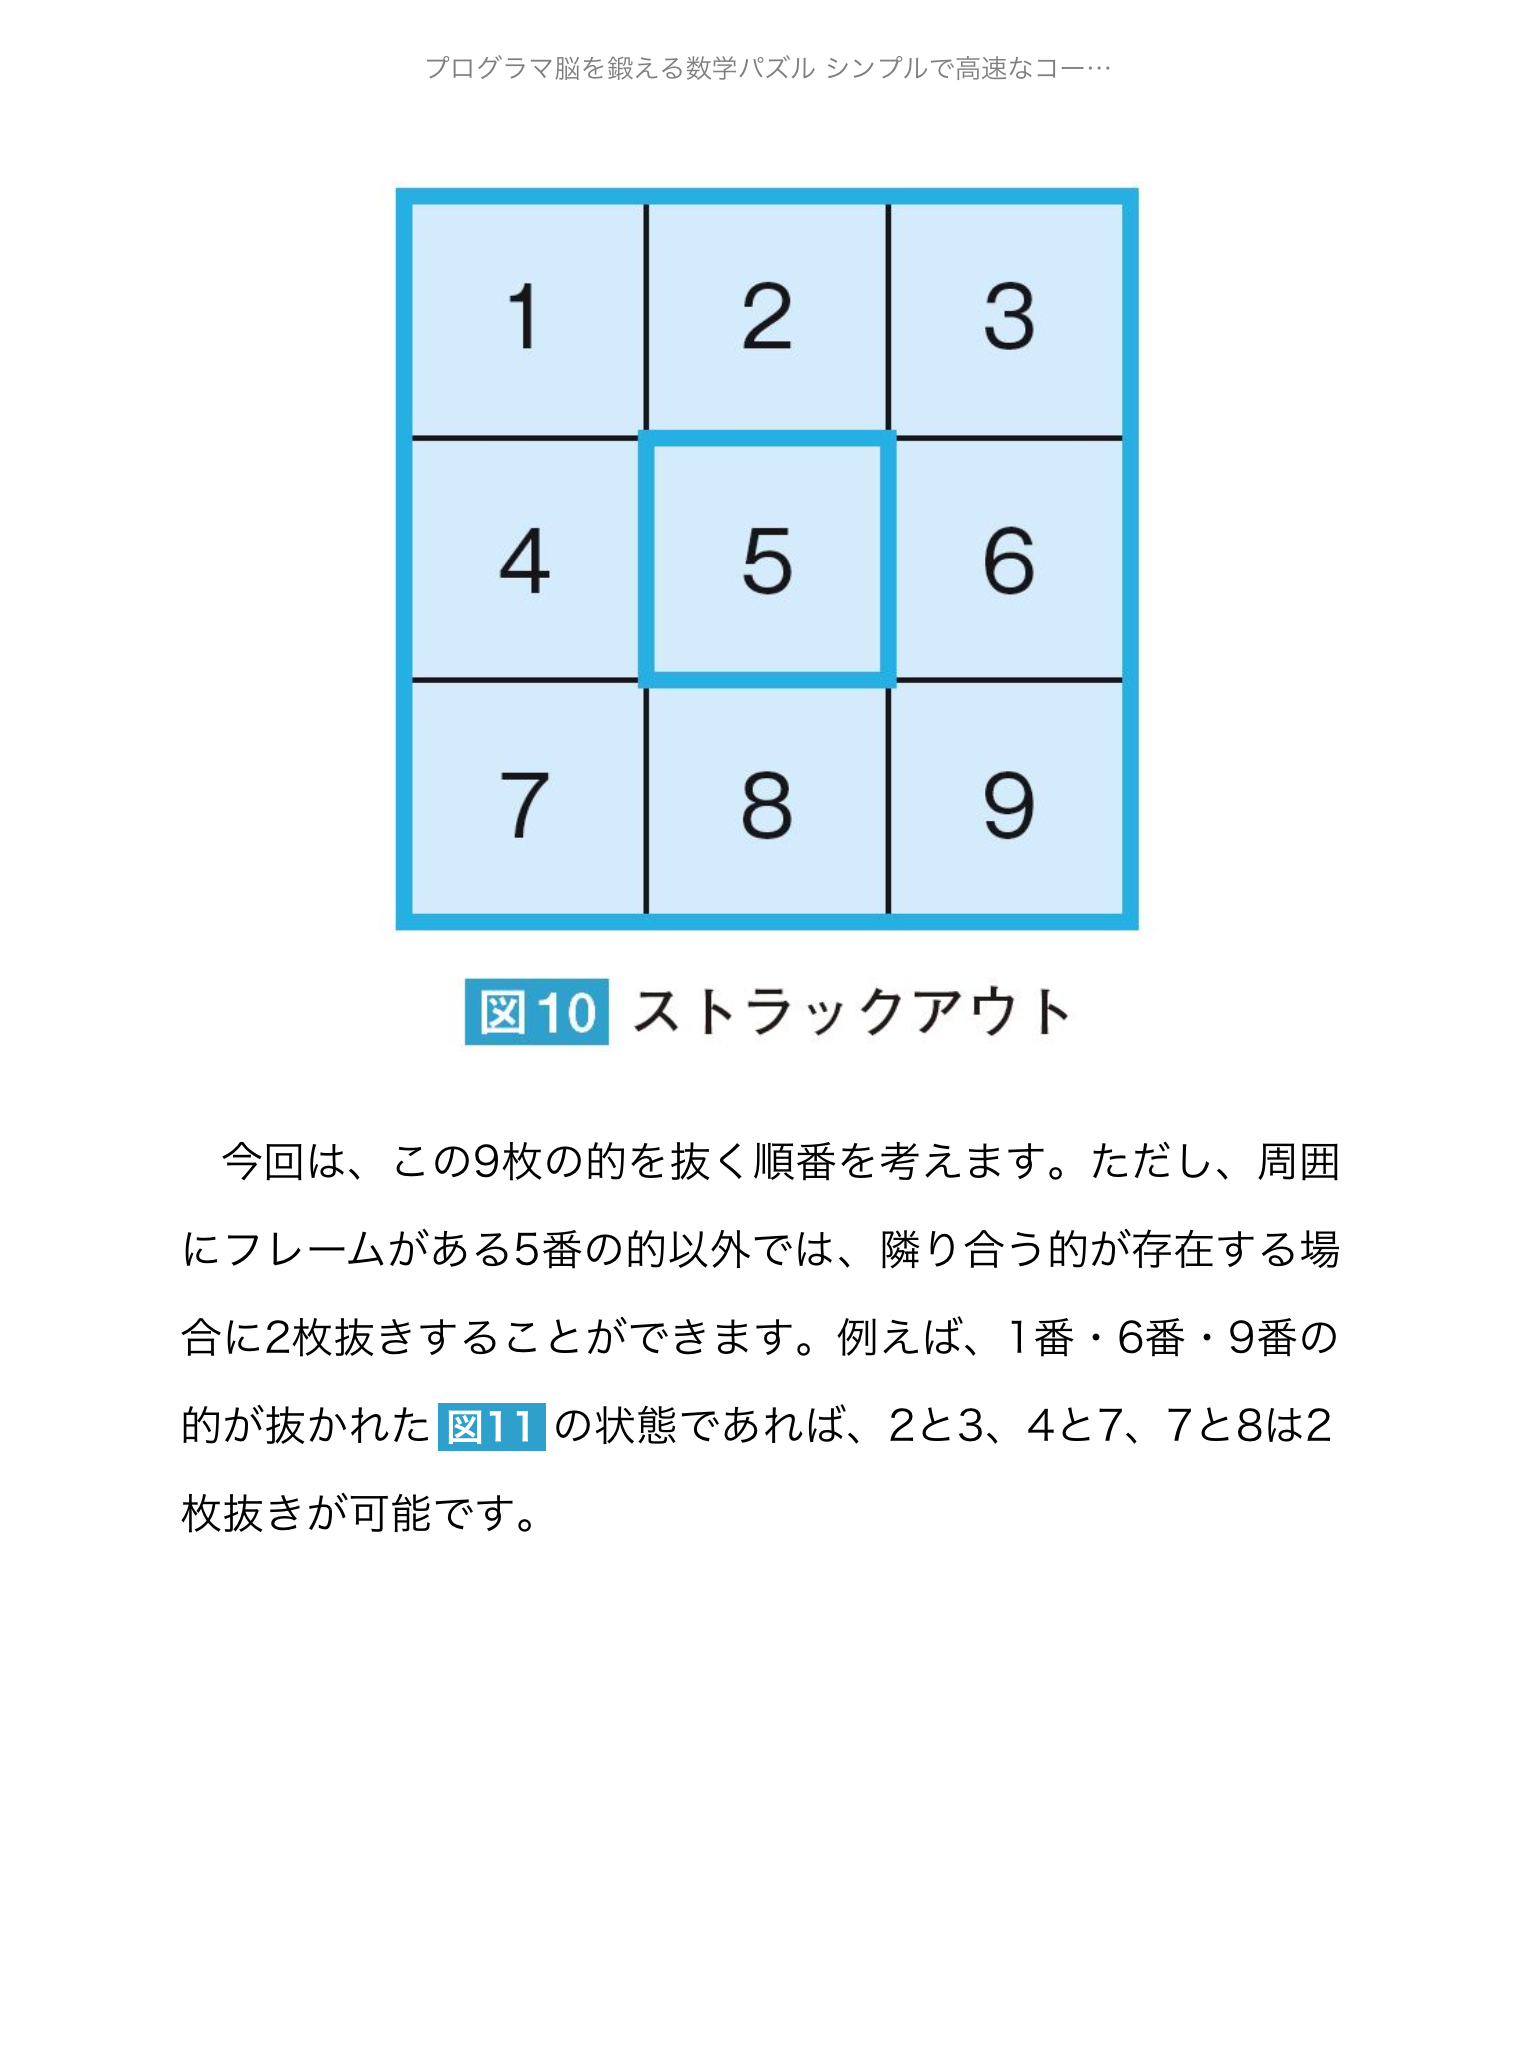 プログラマ脳を鍛える数学パズル シンプルで高速なコー…
1 2 3
4 5 6
7 8 9
図10 ストラックアウト
今回は、この9枚の的を抜く順番を考えます。ただし、周囲
にフレームがある5番の的以外では、隣り合う的が存在する場
合に2枚抜きすることができます。例えば、1番・6番・9番の
的が抜かれた 図11 の状態であれば、2と3、4と7、7と8は2
枚抜きが可能です。